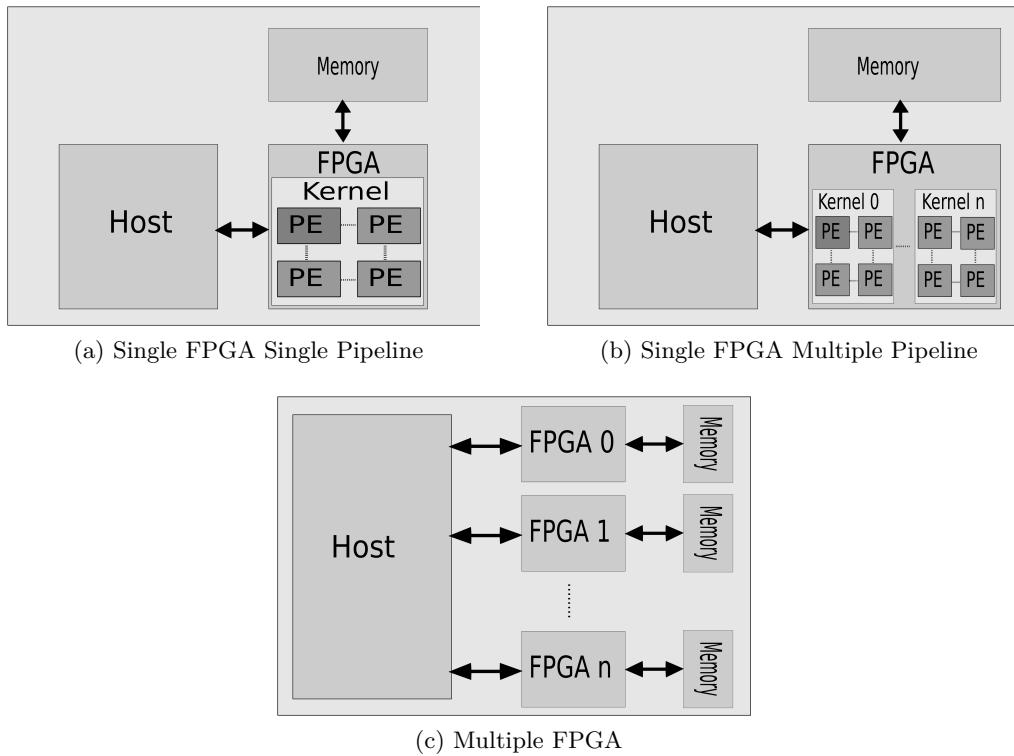 Memory
FPGA
Kernel
Host
PE PE
PE PE
(a) Single FPGA Single Pipeline
Memory
FPGA
Kernel 0 Kernel n
Host
PE PE PE PE
PE PE PE PE
(b) Single FPGA Multiple Pipeline
Host
FPGA 0 Memory
FPGA 1 Memory
FPGA n Memory
(c) Multiple FPGA